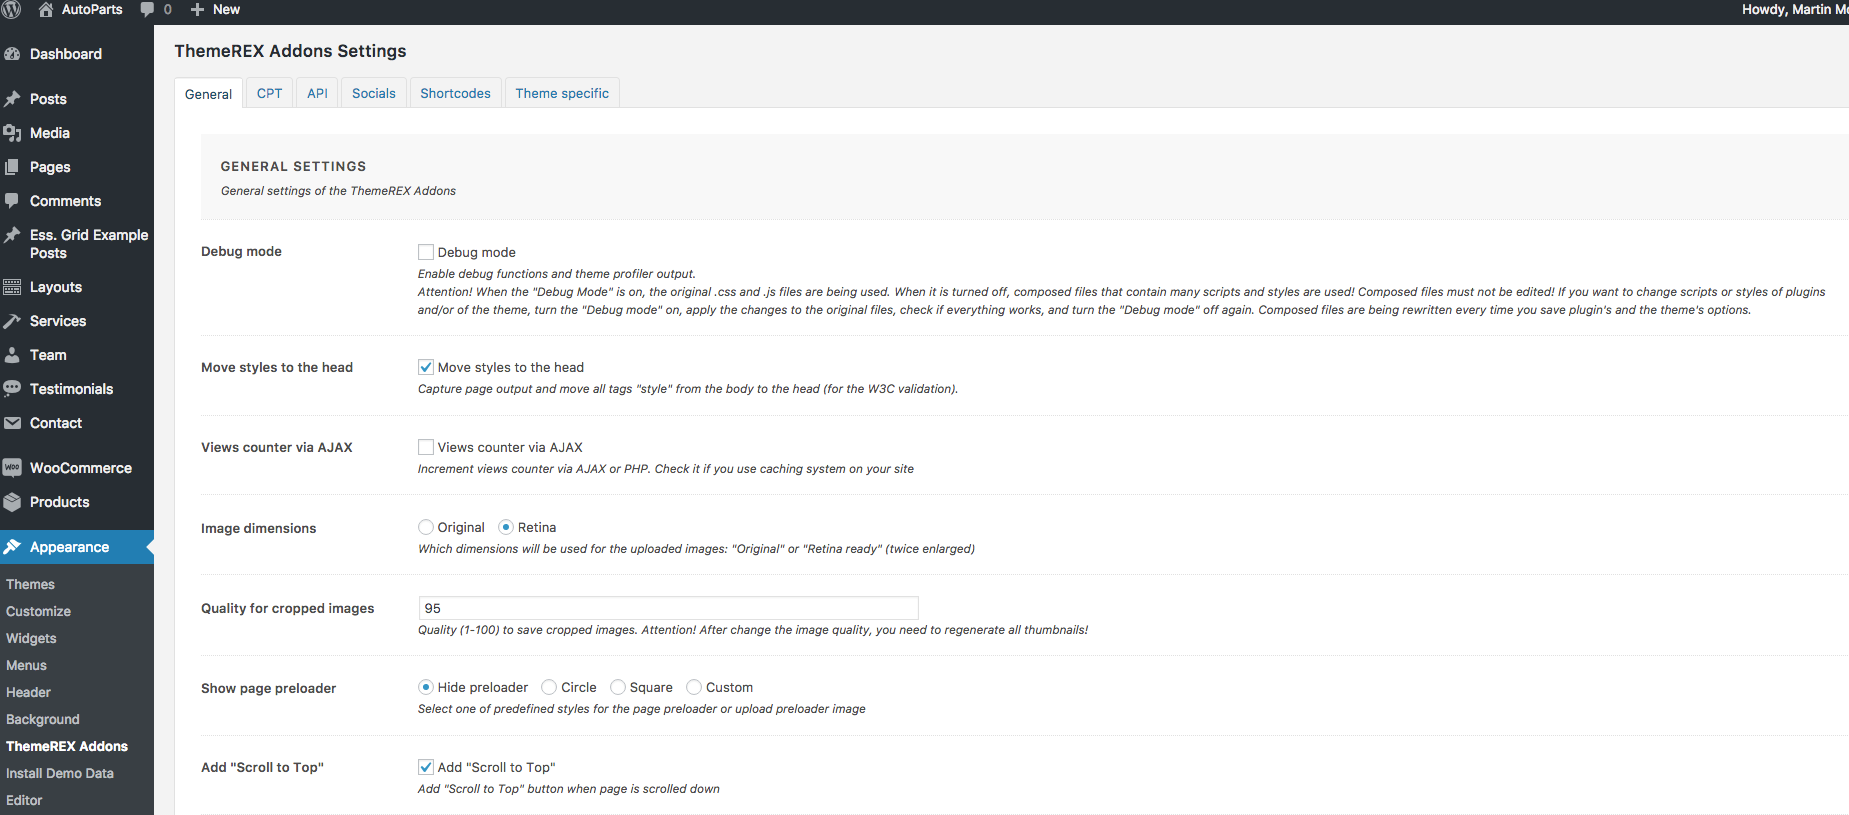 AutoParts 0 New Howdy, Martin
ThemeREX Addons Settings
General CPT API Socials Shortcodes Theme specific
Dashboard
Posts
Media
Pages
Comments
Ess. Grid Example
Posts
Layouts
Services
Team
Testimonials
Contact
WooCommerce
Products
Appearance
Themes
Customize
Widgets
Menus
Header
Background
ThemeREX Addons
Install Demo Data
Editor
GENERAL SETTINGS
General settings of the ThemeREX Addons
Debug mode
Debug mode
Enable debug functions and theme profiler output.
Attention! When the "Debug Mode" is on, the original .css and .js files are being used. When it is turned off, composed files that contain many scripts and styles are used! Composed files must not be edited! If you want to change scripts or styles of plugins
and/or of the theme, turn the "Debug mode" on, apply the changes to the original files, check if everything works, and turn the "Debug mode" off again. Composed files are being rewritten every time you save plugin's and the theme's options.
Move styles to the head
Move styles to the head
Capture page output and move all tags "style" from the body to the head (for the W3C validation).
Views counter via AJAX
Views counter via AJAX
Increment views counter via AJAX or PHP. Check it if you use caching system on your site
Image dimensions
Original Retina
Which dimensions will be used for the uploaded images: "Original" or "Retina ready" (twice enlarged)
Quality for cropped images
95
Quality (1-100) to save cropped images. Attention! After change the image quality, you need to regenerate all thumbnails!
Show page preloader
Hide preloader Circle Square Custom
Select one of predefined styles for the page preloader or upload preloader image
Add "Scroll to Top"
Add "Scroll to Top"
Add "Scroll to Top" button when page is scrolled down